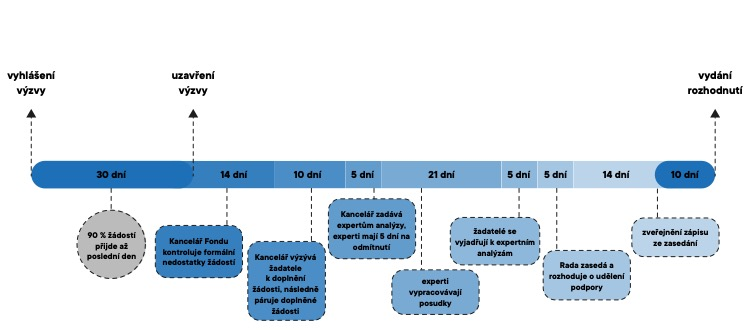 vyhlášení
výzvy
uzavření
výzvy
vydání
rozhodnutí
30 dní
14 dní
10 dní
5 dní
21 dní
5 dní
5 dní
14 dní
10 dní
90 % žádostí
přijde až
poslední den
Kancelář Fondu
kontroluje formální
nedostatky žádostí
Kancelář vyzývá
žadatele
k doplnění
žádosti, následně
páruje doplněné
žádosti
Kancelář zadává
expertům analýzy,
experti mají 5 dní na
odmítnutí
experti
vypracovávají
posudky
žadatelé se
vyjadřují k expertním
analýzám
Rada zasedá a
rozhoduje o udělení
podpory
zveřejnění zápisu
ze zasedání